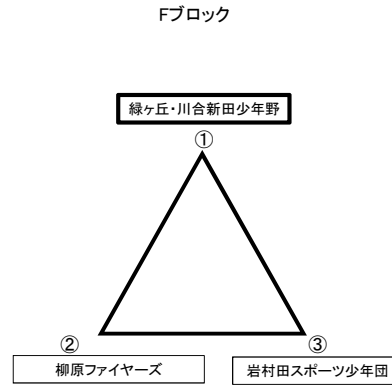 Fブロック
緑ヶ丘・川合新田少年野
①
②
③
柳原ファイヤーズ
岩村田スポーツ少年団